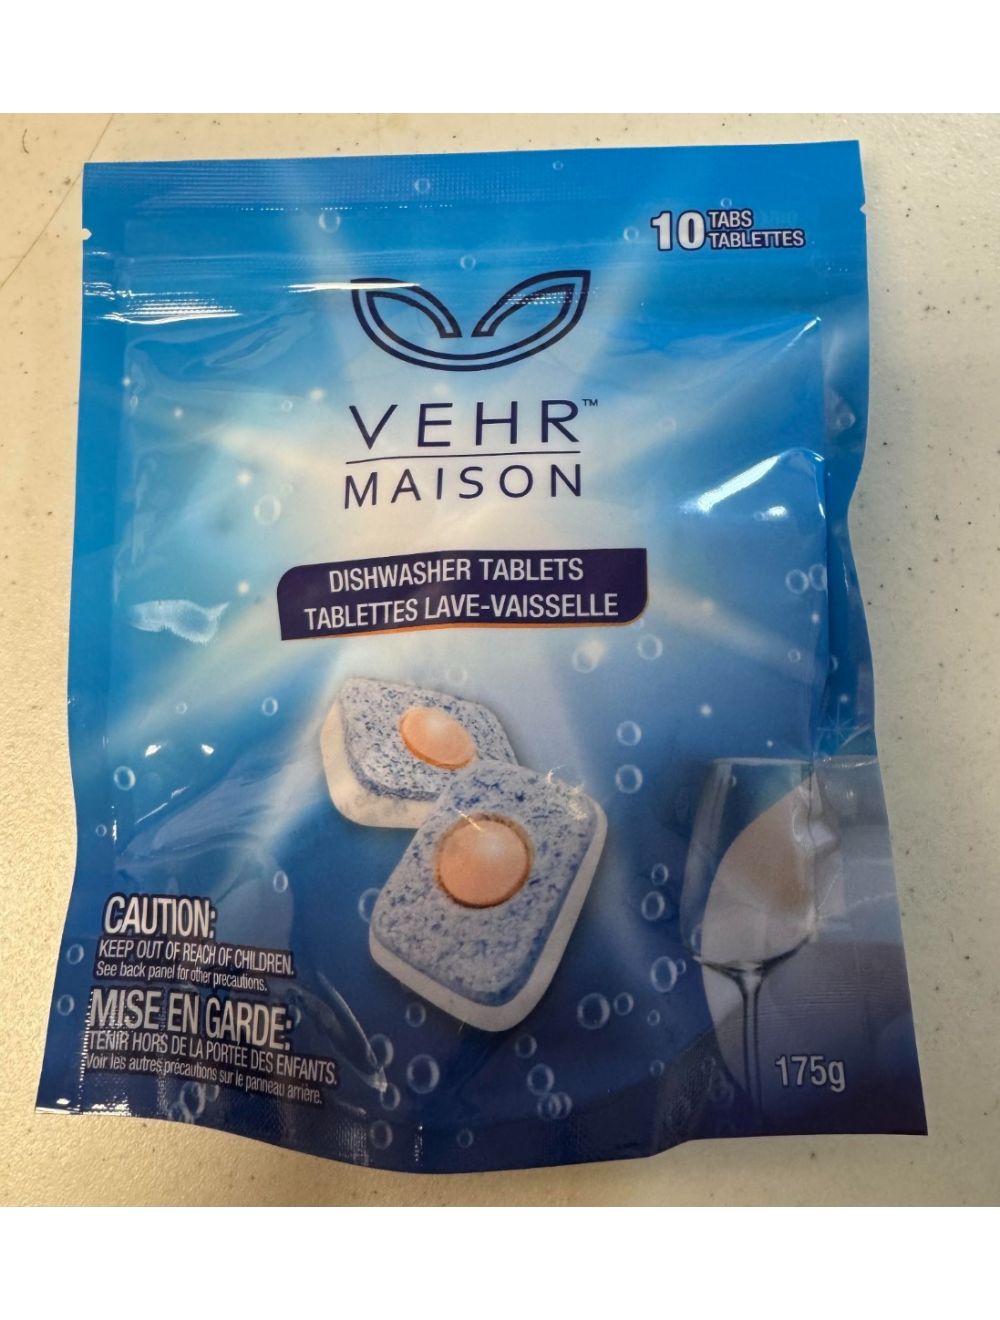 10 TABS
TABLETTES
VEHR™
MAISON
DISHWASHER TABLETS
TABLETTES LAVE-VAISSELLE
CAUTION:
KEEP OUT OF REACH OF CHILDREN.
See back panel for other precautions.
MISE EN GARDE:
TENIR HORS DE LA PORTÉE DES ENFANTS.
Voir les autres précautions sur le panneau arrière.
175g